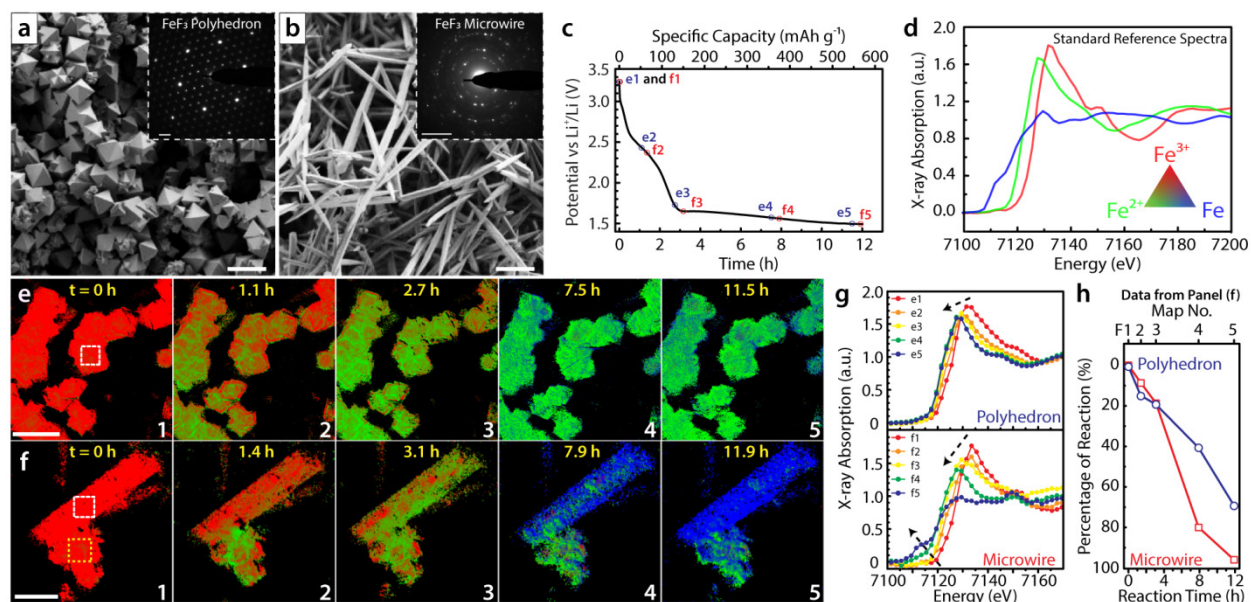 a
FeF₃ Polyhedron
b
FeF₃ Microwire
c
Specific Capacity (mAh g⁻¹)
0 100 200 300 400 500 600
3.5
3.0
2.5
2.0
1.5
Potential vs Li⁺/Li (V)
e1 and f1
e2
f2
e3
f3
e4
f4
e5
f5
0 2 4 6 8 10 12
Time (h)
d
Standard Reference Spectra
X-ray Absorption (a.u.)
1.8
1.2
0.6
0.0
Fe³⁺
Fe²⁺
Fe
7100 7120 7140 7160 7180 7200
Energy (eV)
e
t = 0 h
1.1 h
2.7 h
7.5 h
11.5 h
1
2
3
4
5
f
t = 0 h
1.4 h
3.1 h
7.9 h
11.9 h
1
2
3
4
5
g
X-ray Absorption (a.u.)
2.0
1.5
1.0
0.5
0
e1
e2
e3
e4
e5
Polyhedron
2.0
1.5
1.0
0.5
0
f1
f2
f3
f4
f5
Microwire
7100 7120 7140 7160
Energy (eV)
h
Data from Panel (f)
Map No.
F1 2 3 4 5
Percentage of Reaction (%)
0
20
40
60
80
100
Polyhedron
Microwire
0 2 4 8 12
Reaction Time (h)